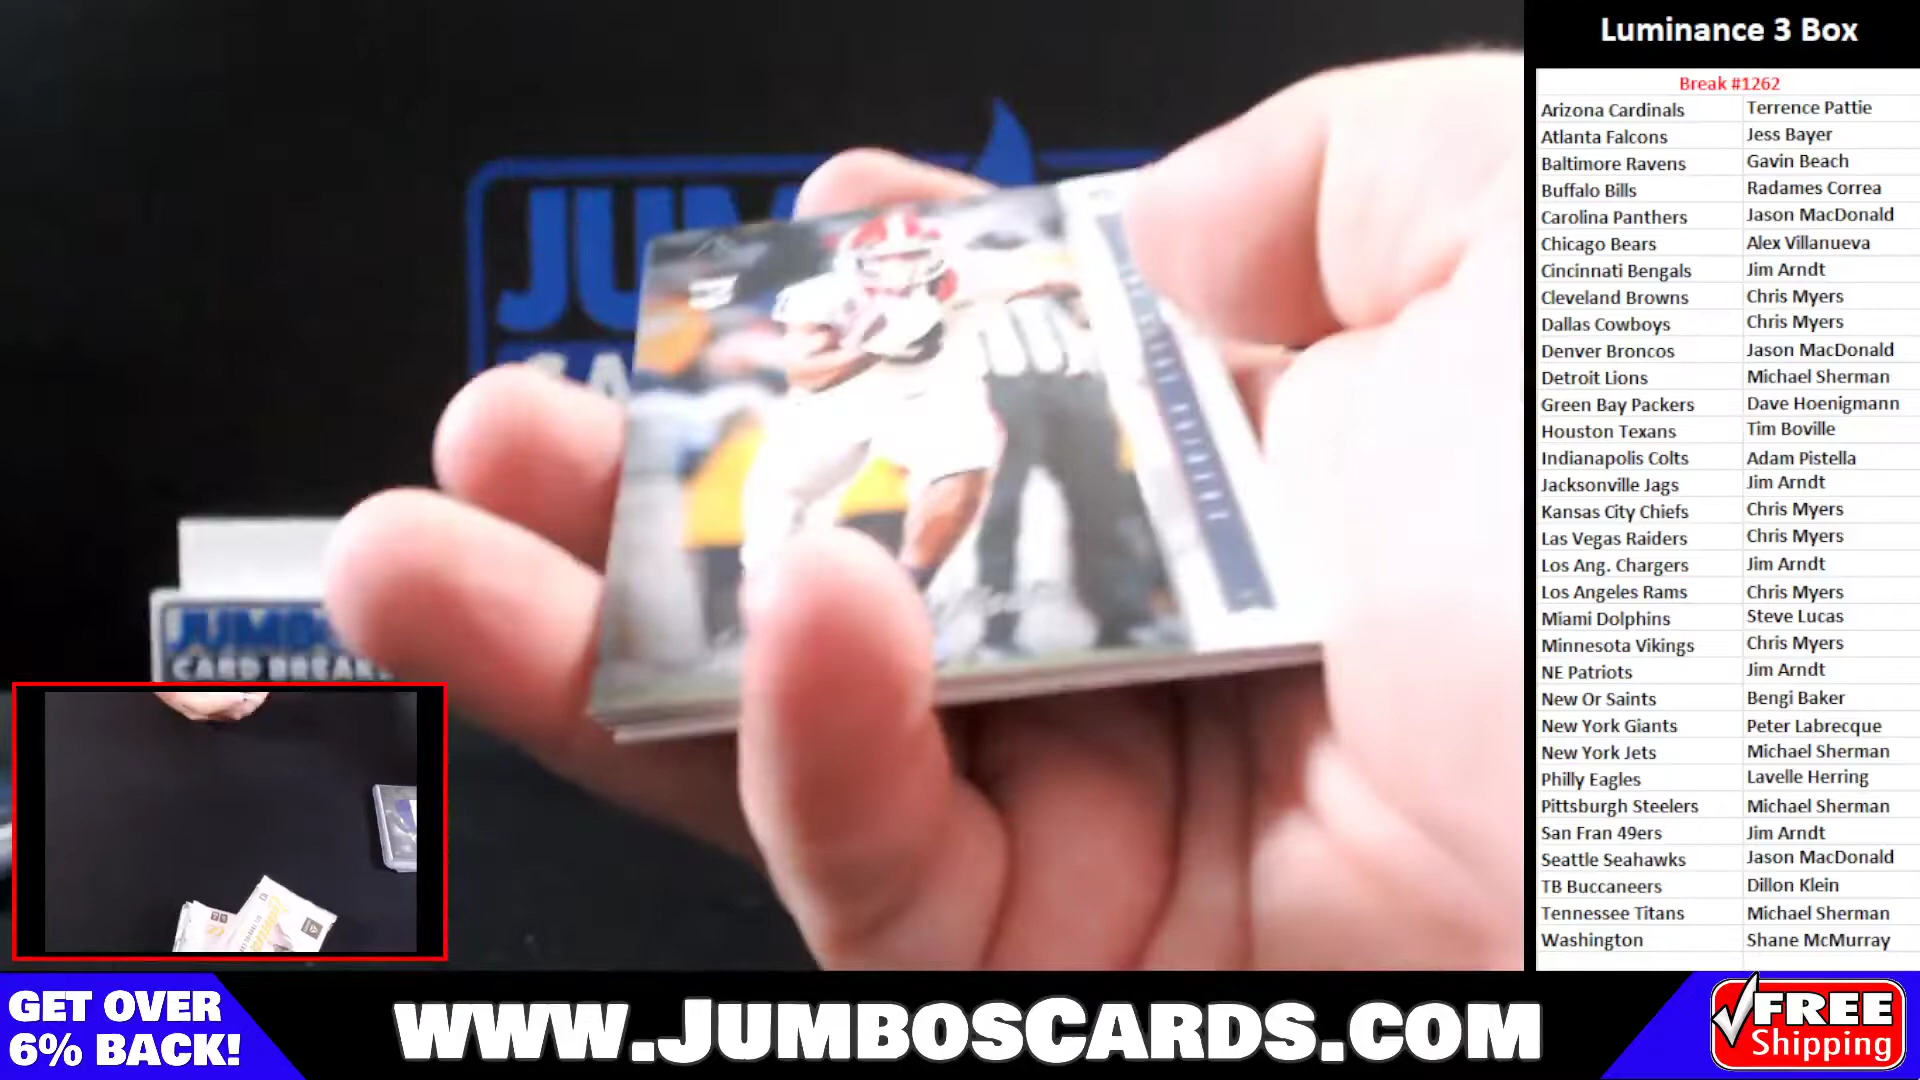 Luminance 3 Box
Break #1262
Arizona Cardinals Terrence Pattie
Atlanta Falcons Jess Bayer
Baltimore Ravens Gavin Beach
Buffalo Bills Radames Correa
Carolina Panthers Jason MacDonald
Chicago Bears Alex Villanueva
Cincinnati Bengals Jim Arndt
Cleveland Browns Chris Myers
Dallas Cowboys Chris Myers
Denver Broncos Jason MacDonald
Detroit Lions Michael Sherman
Green Bay Packers Dave Hoenigmann
Houston Texans Tim Boville
Indianapolis Colts Adam Pistella
Jacksonville Jags Jim Arndt
Kansas City Chiefs Chris Myers
Las Vegas Raiders Chris Myers
Los Ang. Chargers Jim Arndt
Los Angeles Rams Chris Myers
Miami Dolphins Steve Lucas
Minnesota Vikings Chris Myers
NE Patriots Jim Arndt
New Or Saints Bengi Baker
New York Giants Peter Labrecque
New York Jets Michael Sherman
Philly Eagles Lavelle Herring
Pittsburgh Steelers Michael Sherman
San Fran 49ers Jim Arndt
Seattle Seahawks Jason MacDonald
TB Buccaneers Dillon Klein
Tennessee Titans Michael Sherman
Washington Shane McMurray
JUMBO
CARD BREAKS
GET OVER
6% BACK!
WWW.JUMBOSCARDS.COM
FREE
Shipping